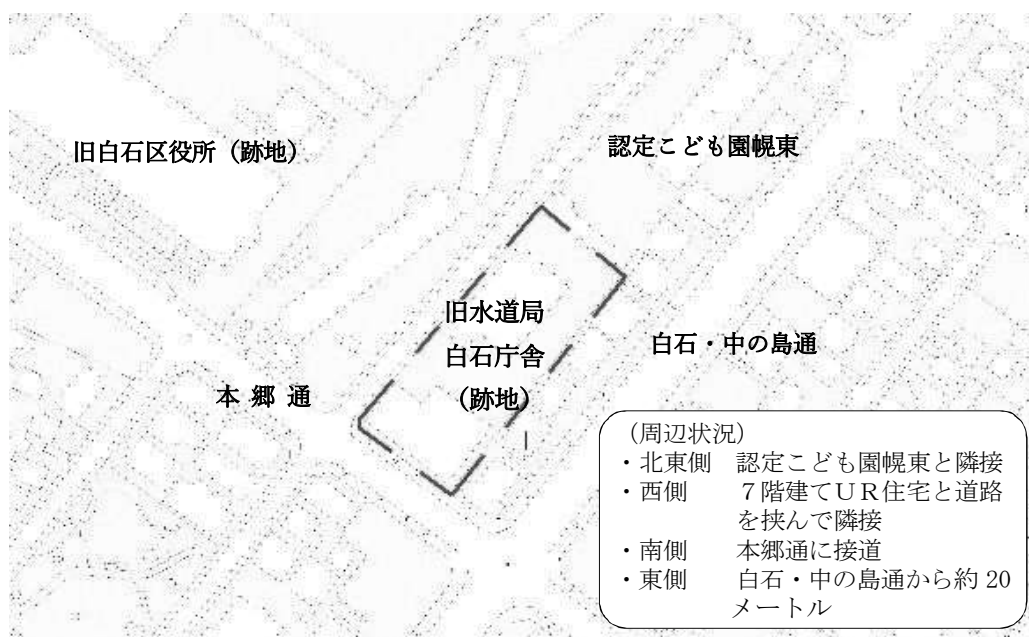 旧白石区役所（跡地）
認定こども園幌東
旧水道局
白石庁舎
（跡地）
白石・中の島通
本 郷 通
（周辺状況）
・北東側　認定こども園幌東と隣接
・西側　　７階建てＵＲ住宅と道路
を挟んで隣接
・南側　　本郷通に接道
・東側　　白石・中の島通から約 20
メートル